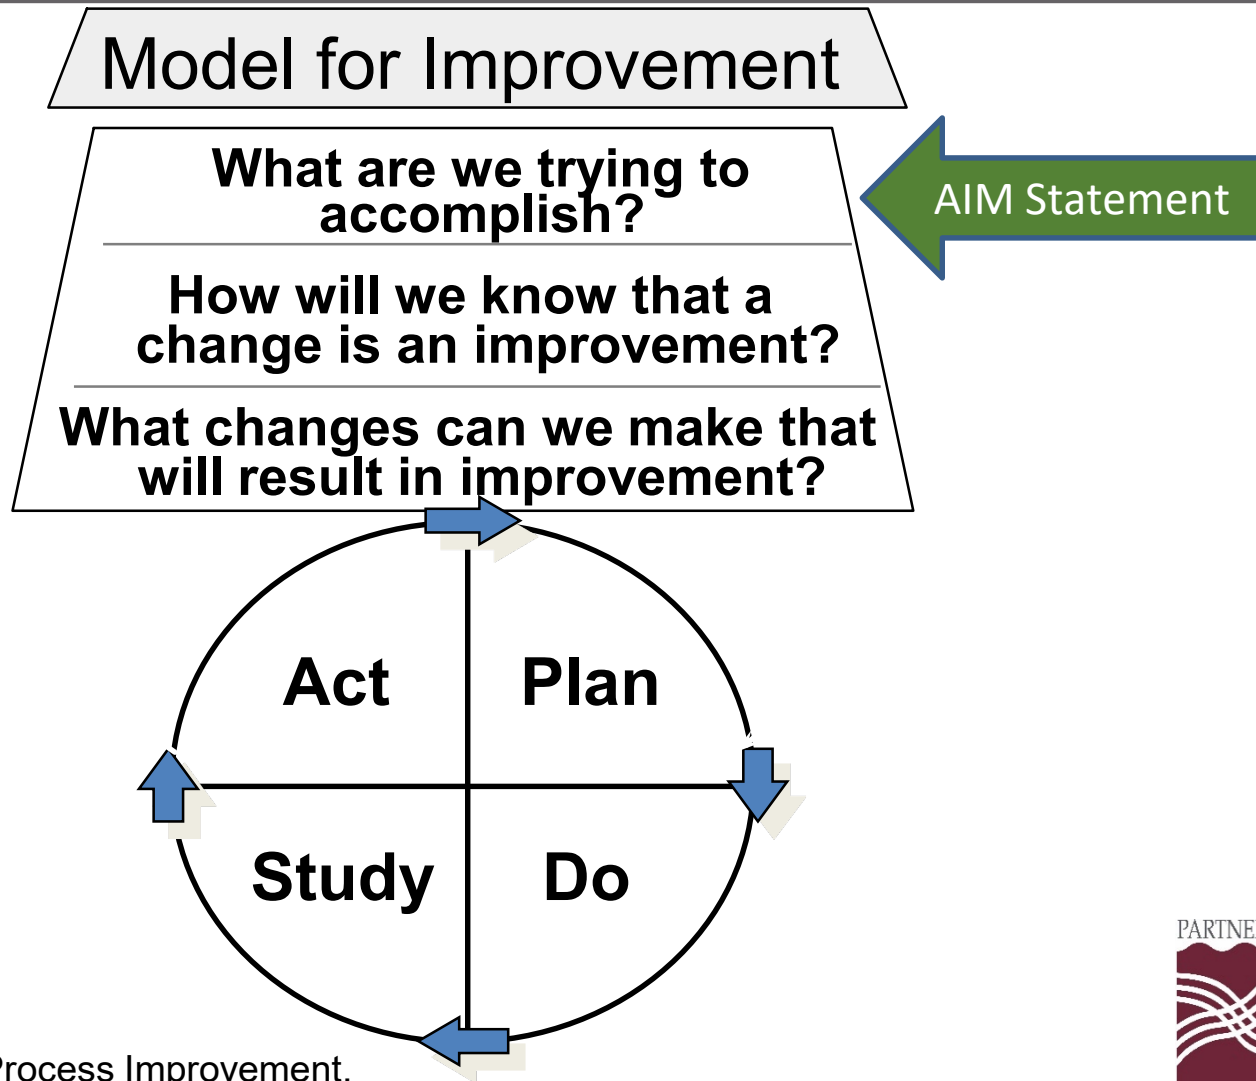 Model for Improvement
What are we trying to
accomplish?
AIM Statement
How will we know that a
change is an improvement?
What changes can we make that
will result in improvement?
Act
Plan
Study
Do
Process Improvement.